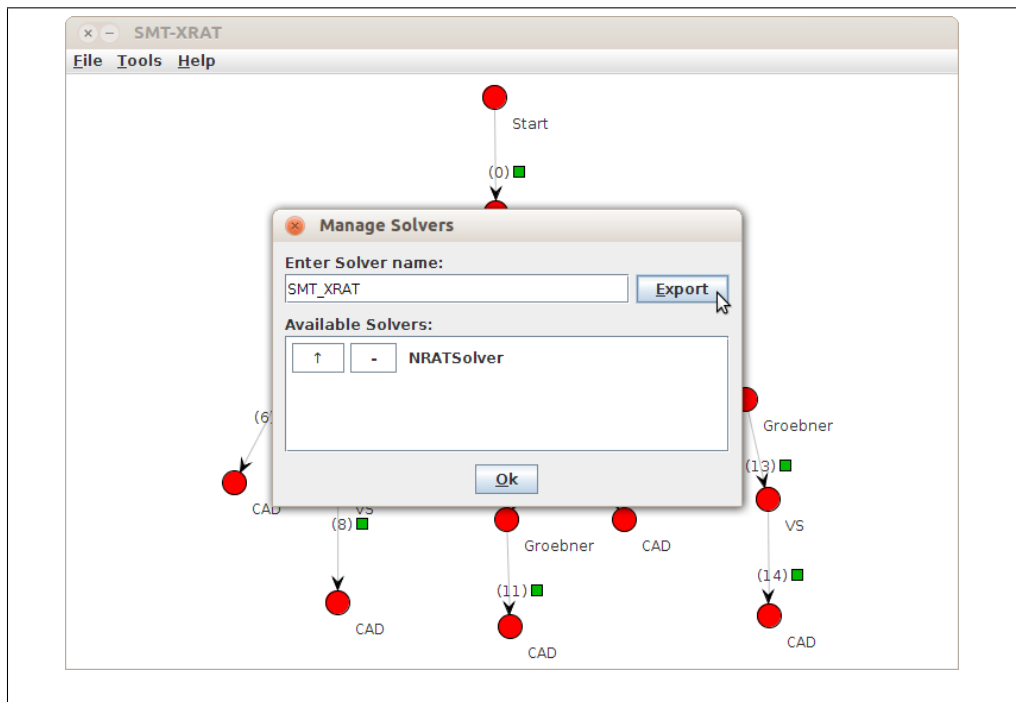 SMT-XRAT
File Tools Help
Start
(0)
Manage Solvers
Enter Solver name:
SMT_XRAT
Export
Available Solvers:
↑ - NRATSolver
Ok
(6)
Groebner
(13)
CAD
VS
(8)
Groebner
CAD
VS
(11)
(14)
CAD
CAD
CAD